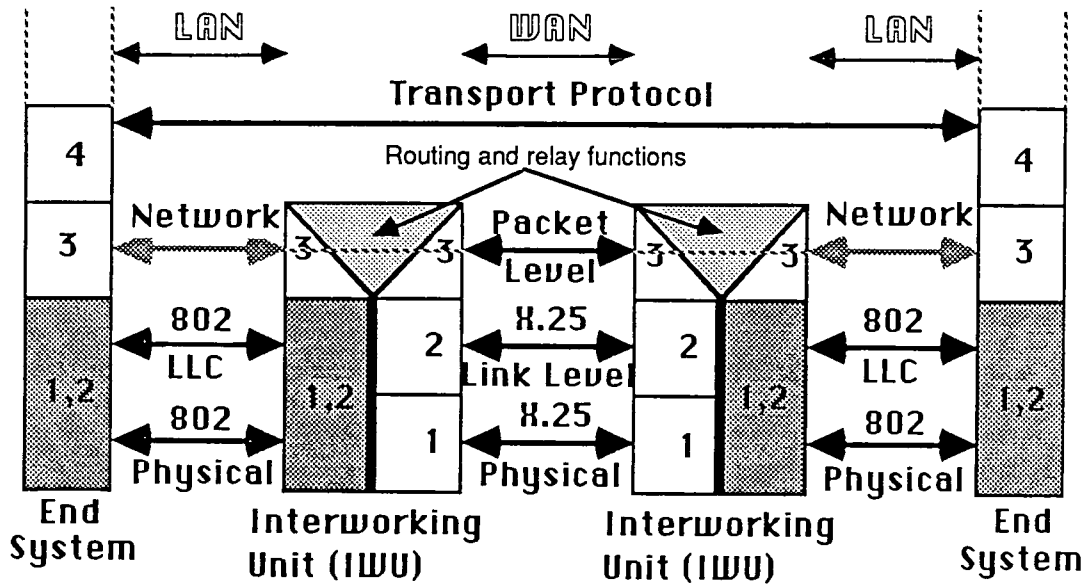 LAN WAN LAN
Transport Protocol
4 4
Routing and relay functions
3 Network 3 3 Packet 3 3 Network 3
Level
802 X.25 802
LLC 2 Link Level 2 LLC
1,2 1,2 1,2 1,2
802 X.25 802
Physical 1 Physical 1 Physical
End System
Interworking
Unit (IWU)
Interworking
Unit (IWU)
End
System